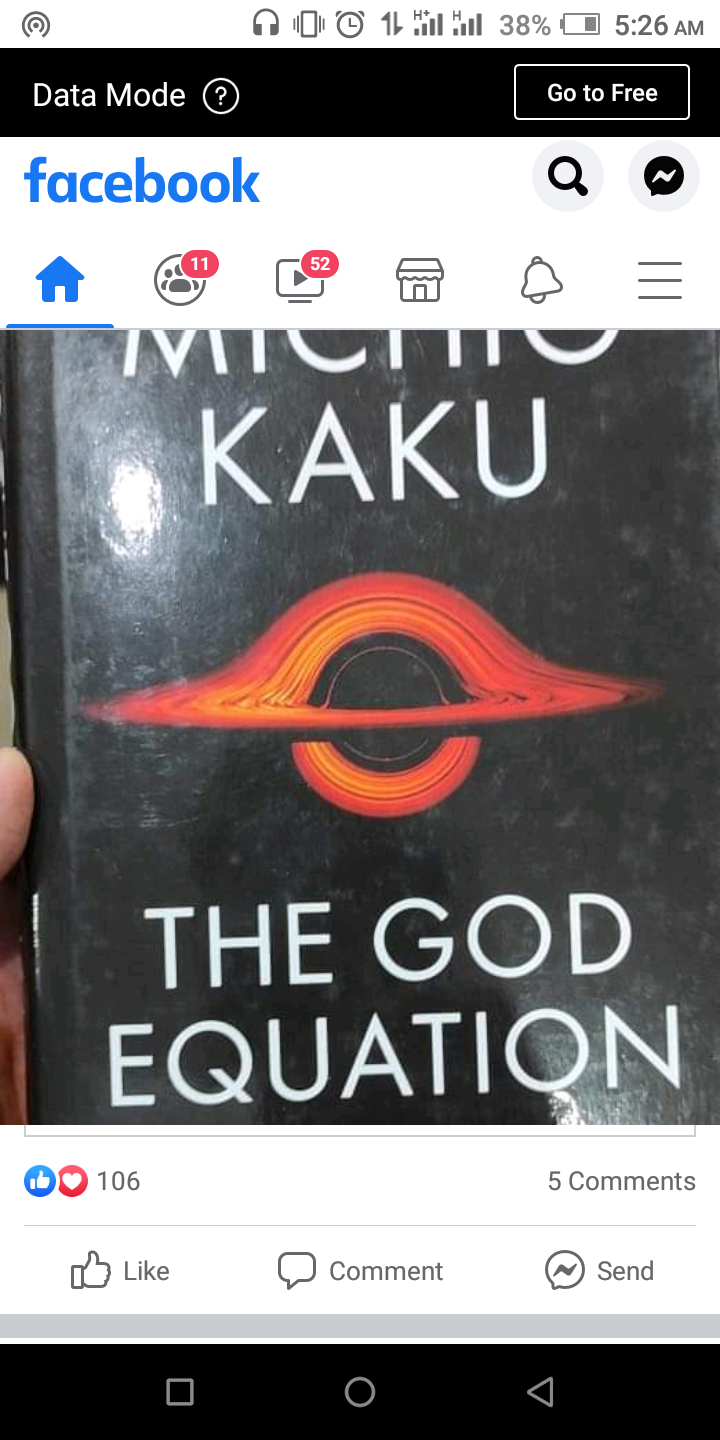 H+ H 38% 5:26 AM
Data Mode ? Go to Free
facebook
11 52
MICHIO
KAKU
THE GOD
EQUATION
106 5 Comments
Like Comment Send